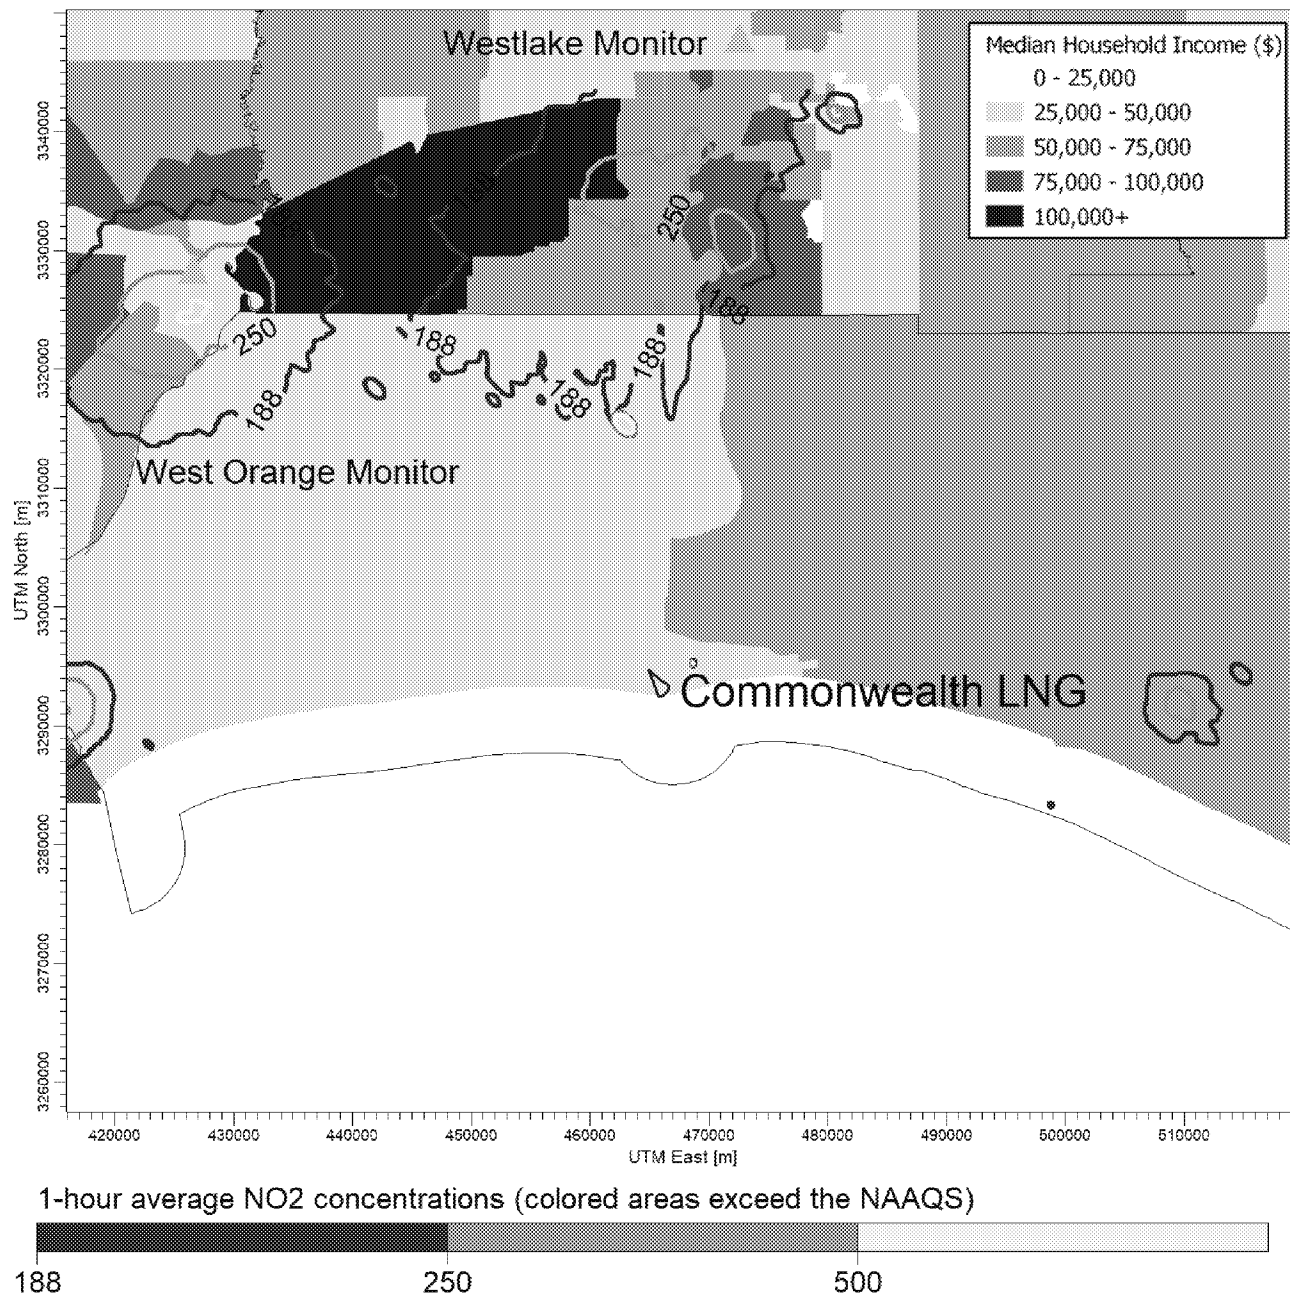 Westlake Monitor
Median Household Income ($)
0 - 25,000
25,000 - 50,000
50,000 - 75,000
75,000 - 100,000
100,000+
3340000
188
250
3330000
188
250
188
188
3320000
188
188
188
West Orange Monitor
3310000
UTM North [m]
3300000
Commonwealth LNG
3290000
3280000
3270000
3260000
420000 430000 440000 450000 460000 470000 480000 490000 500000 510000
UTM East [m]
1-hour average NO2 concentrations (colored areas exceed the NAAQS)
188 250 500